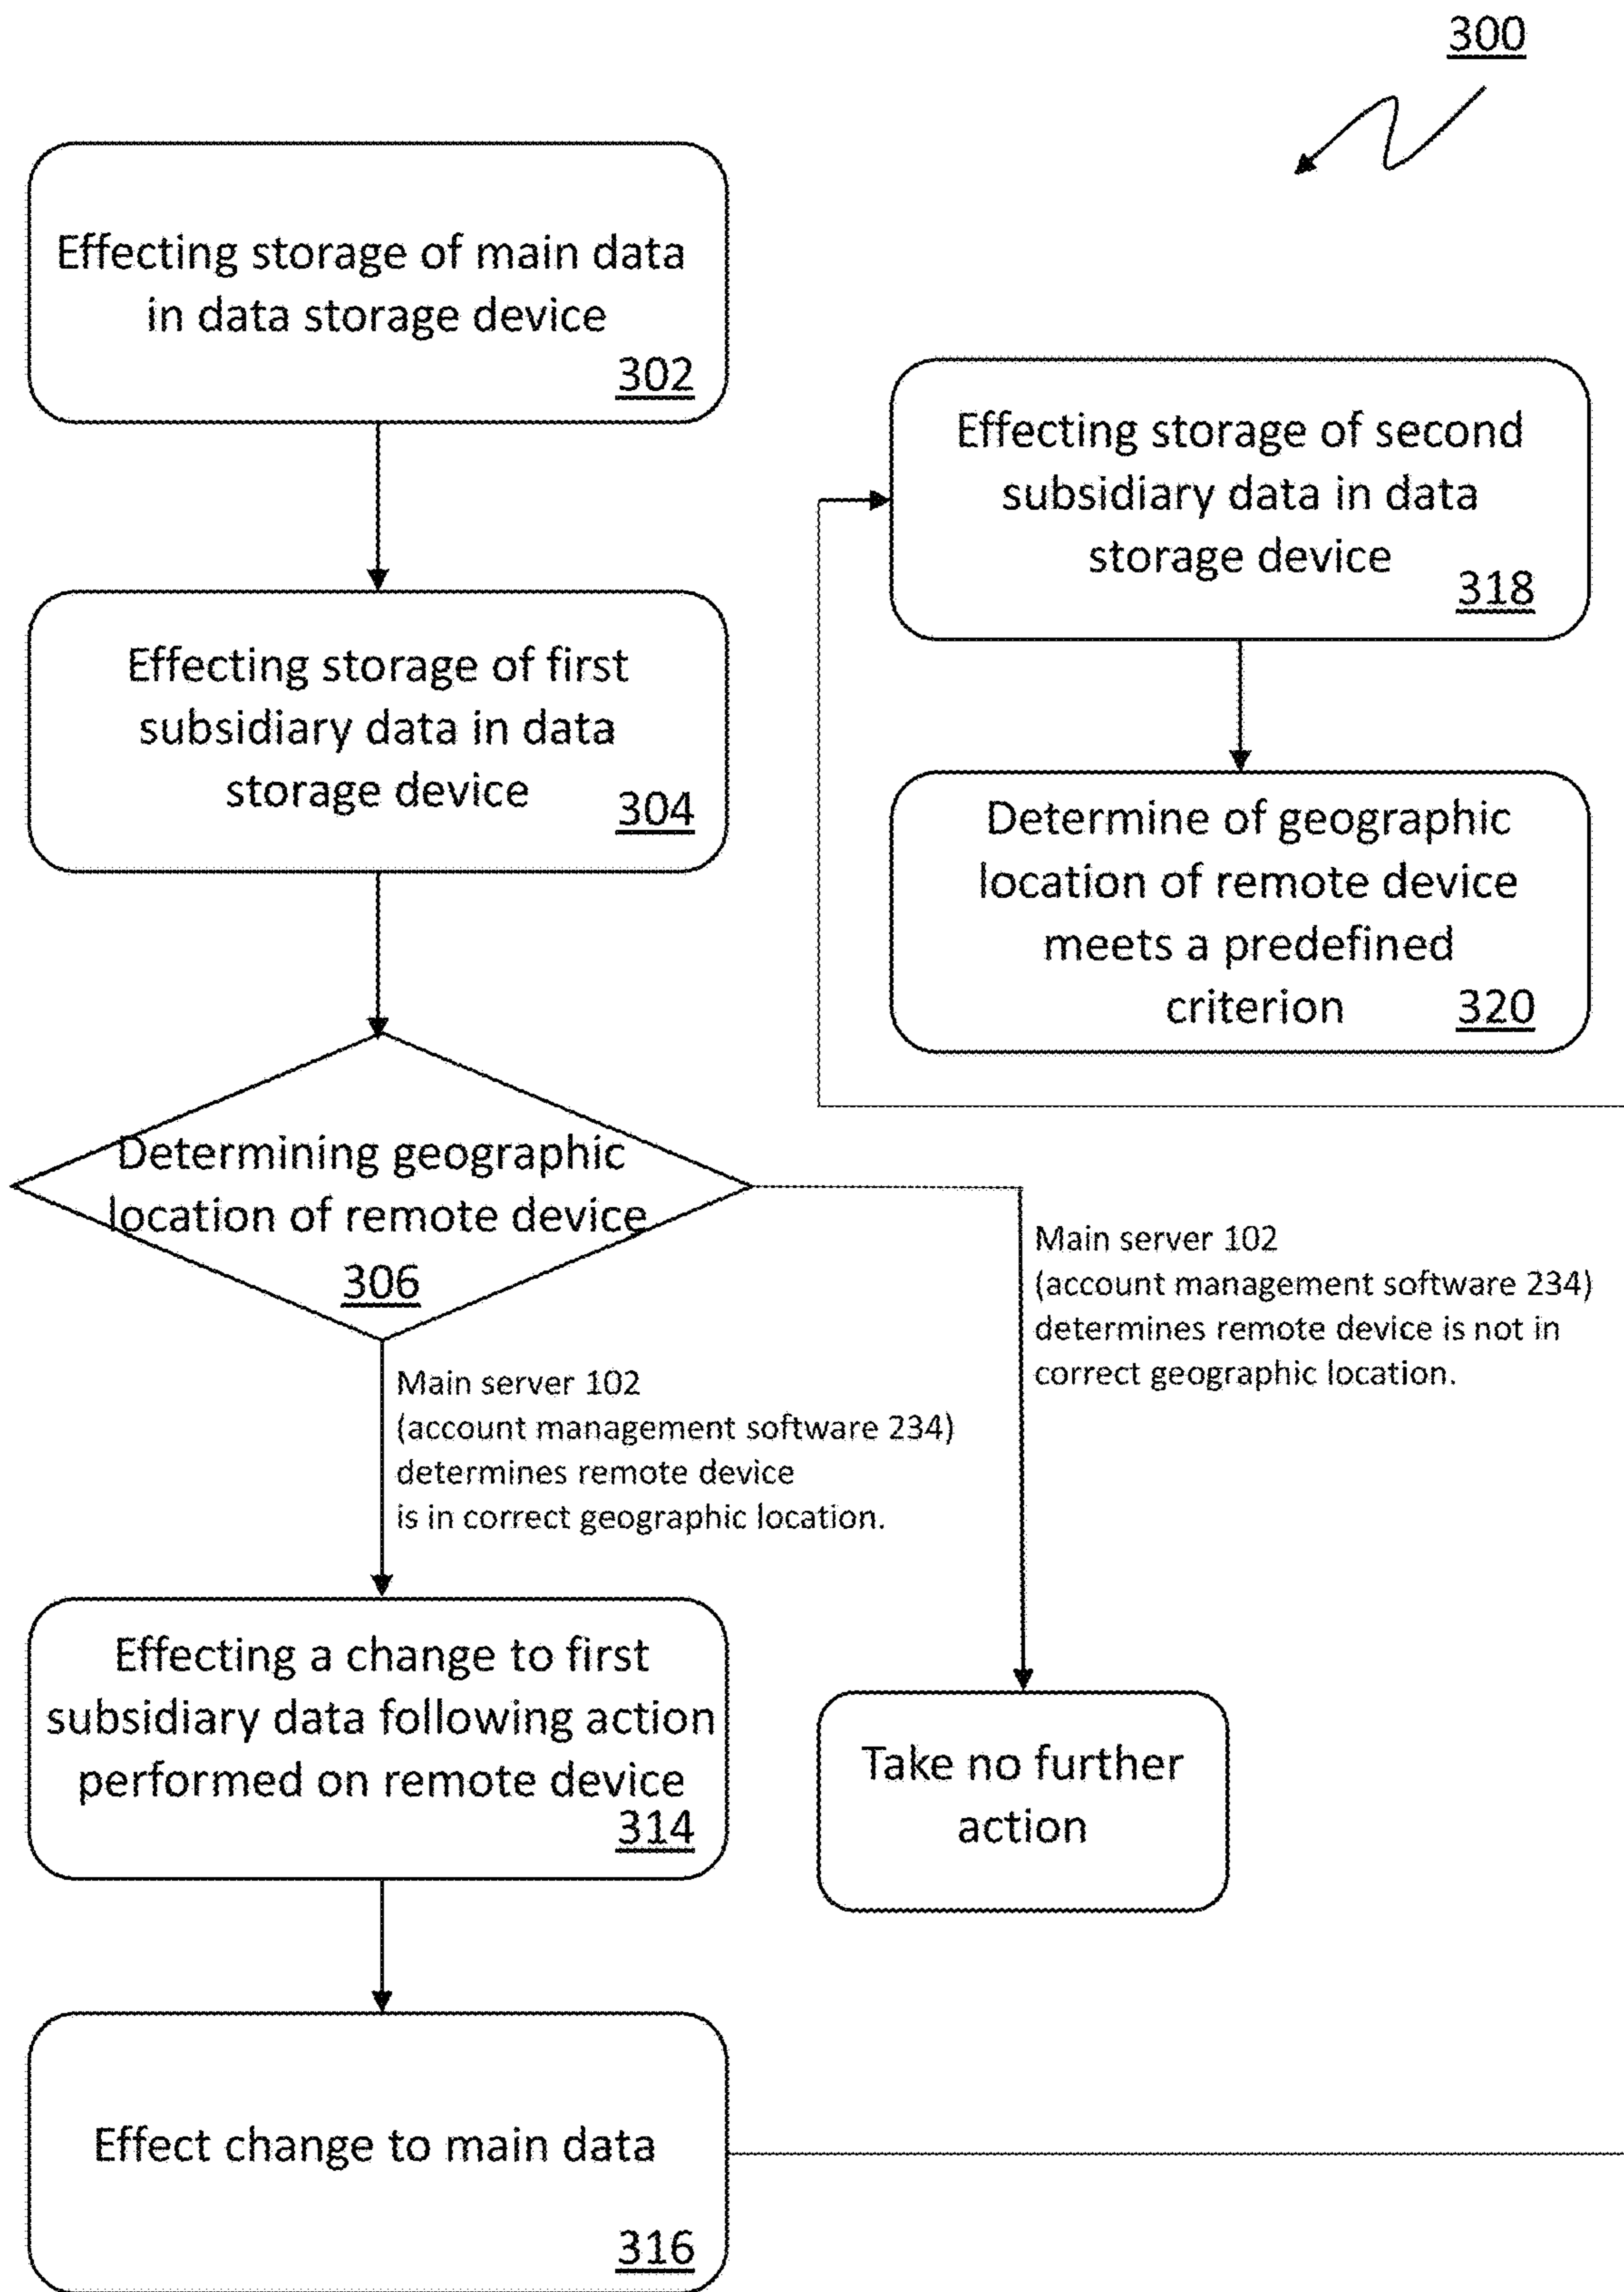 300
Effecting storage of main data
in data storage device
302
Effecting storage of first
subsidiary data in data
storage device
304
Determining geographic
location of remote device
306
Main server 102
(account management software 234)
determines remote device
is in correct geographic location.
Main server 102
(account management software 234)
determines remote device is not in
correct geographic location.
Effecting a change to first
subsidiary data following action
performed on remote device
314
Take no further
action
Effect change to main data
316
Effecting storage of second
subsidiary data in data
storage device
318
Determine of geographic
location of remote device
meets a predefined
criterion
320